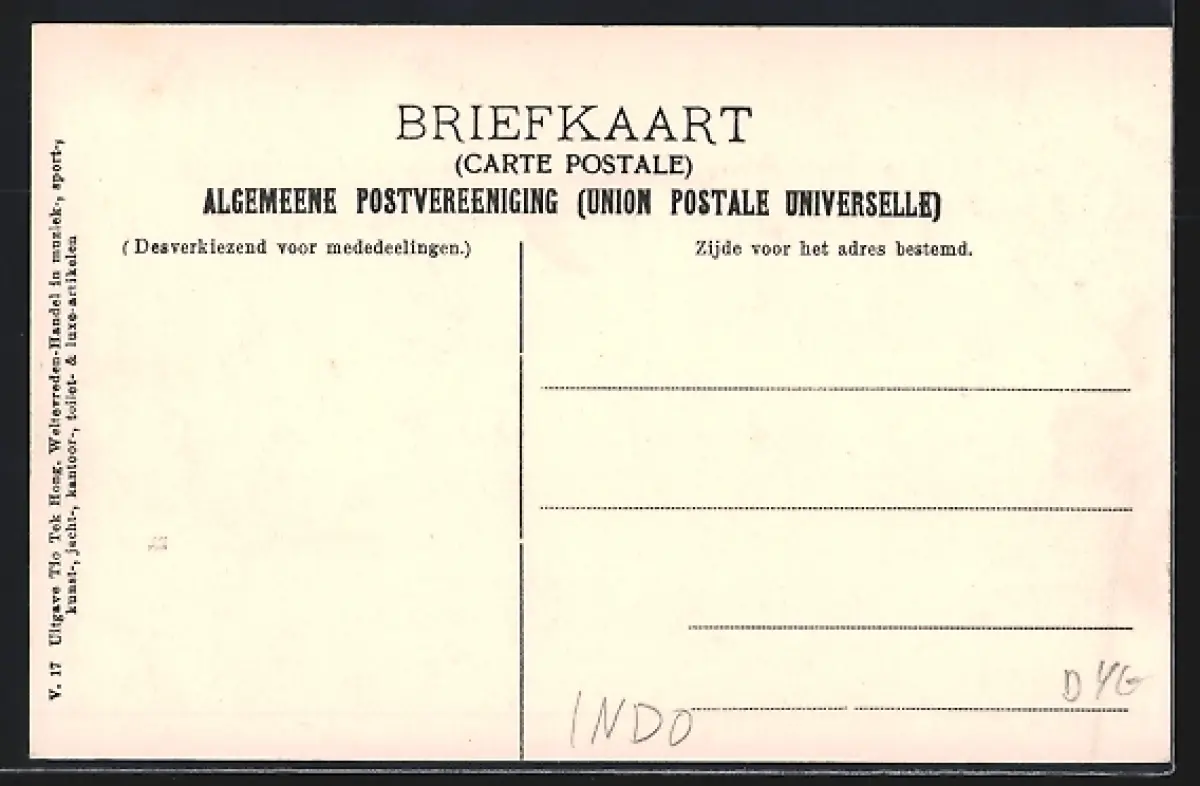 BRIEFKAART
(CARTE POSTALE)
ALGEMEENE POSTVEREENIGING (UNION POSTALE UNIVERSELLE)
(Desverkiezend voor mededeelingen.)
Zijde voor het adres bestemd.
V. 17 Uitgave Tio Tek Hong, Weltevreden-Handel in muziek-, sport-,
kunst-, jacht-, kantoor-, toilet- & luxe-artikelen
INDO